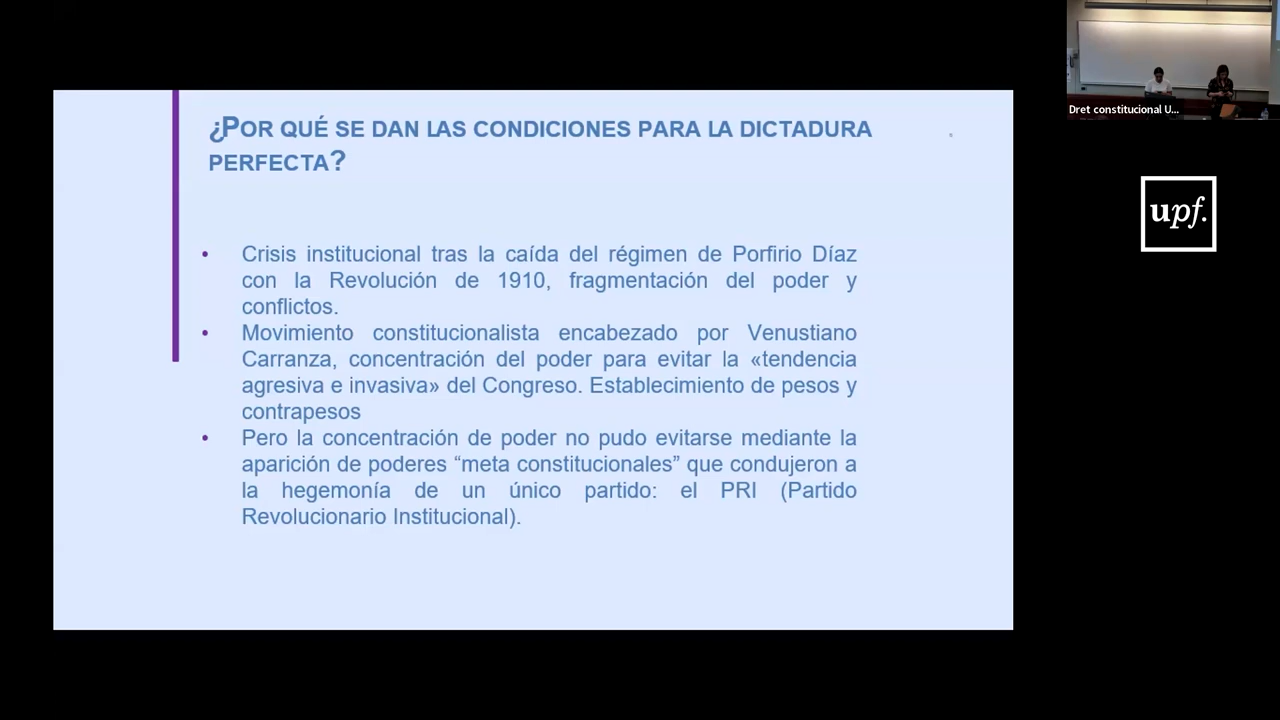 ¿POR QUÉ SE DAN LAS CONDICIONES PARA LA DICTADURA
PERFECTA?
• Crisis institucional tras la caída del régimen de Porfirio Díaz
con la Revolución de 1910, fragmentación del poder y
conflictos.
• Movimiento constitucionalista encabezado por Venustiano
Carranza, concentración del poder para evitar la «tendencia
agresiva e invasiva» del Congreso. Establecimiento de pesos y
contrapesos
• Pero la concentración de poder no pudo evitarse mediante la
aparición de poderes “meta constitucionales” que condujeron a
la hegemonía de un único partido: el PRI (Partido
Revolucionario Institucional).
Dret constitucional U...
upf.